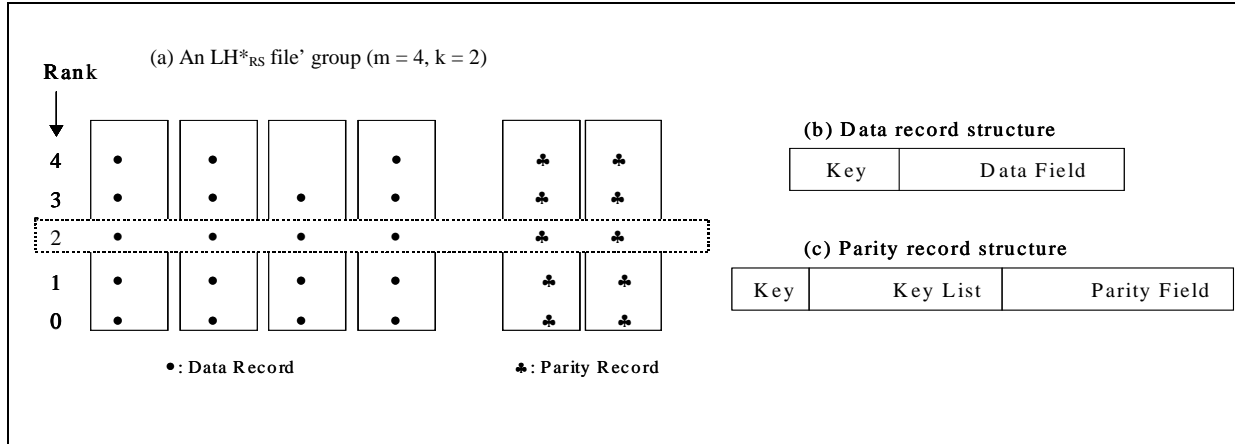 (a) An LH*RS file' group (m = 4, k = 2)
Rank
4
3
2
1
0
●: Data Record
♣: Parity Record
(b) Data record structure
Key Data Field
(c) Parity record structure
Key Key List Parity Field